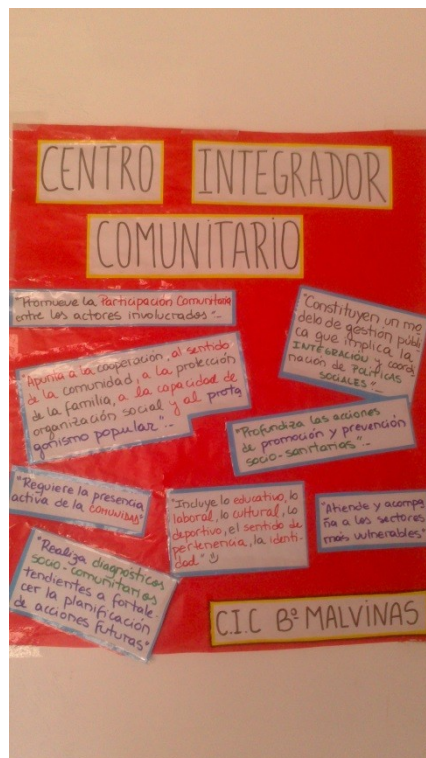 CENTRO INTEGRADOR
COMUNITARIO
"Promueve la Participación Comunitaria
entre los actores involucrados"-
"Constituyen un mo
delo de gestión públi
ca que implica la
INTEGRACIÓN y coordi
nación de POLÍTICAS
SOCIALES"-
"Apunta a la cooperación, al sentido
de la comunidad, a la protección
de la familia, a la capacidad de
organización social y al prota
gonismo popular"-
"Profundiza las acciones
de promoción y prevención
socio-sanitarias"-
"Requiere la presencia
activa de la comunidad"
"Incluye lo educativo, lo
laboral, lo cultural, lo
deportivo, el sentido de
pertenencia, la identi-
dad"
"Atiende y acompa
ña a los sectores
más vulnerables"
"Realiza diagnósticos
socio-comunitarios
tendientes a fortale-
cer la planificación
de acciones futuras"
C.I.C Bº MALVINAS